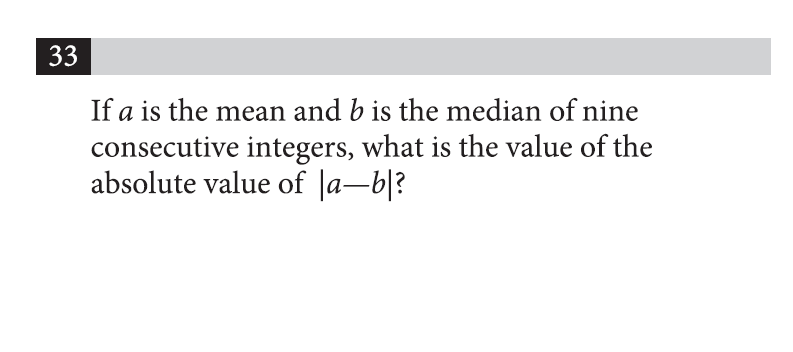 33
If a is the mean and b is the median of nine
consecutive integers, what is the value of the
absolute value of |a—b|?